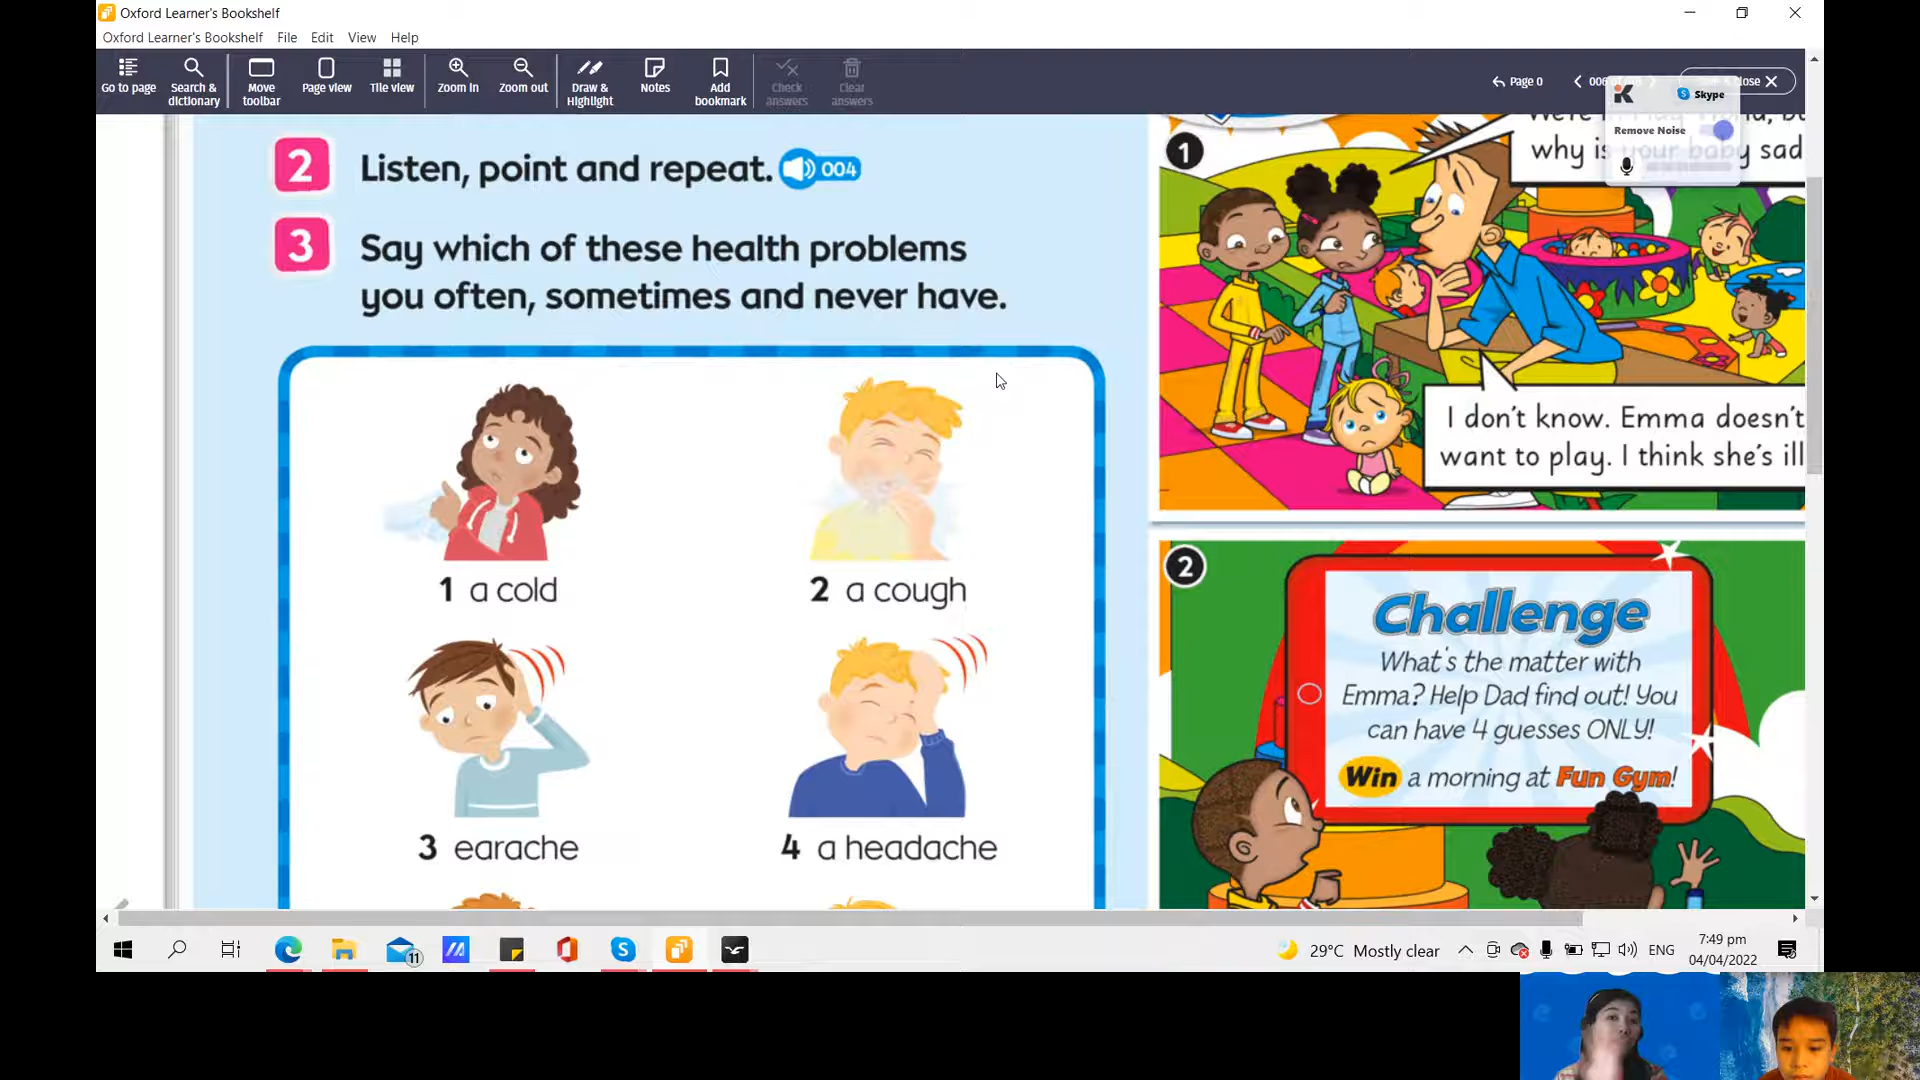 Oxford Learner's Bookshelf
Oxford Learner's Bookshelf File Edit View Help
Go to page
Search & dictionary
Move toolbar
Page view
Tile view
Zoom in
Zoom out
Draw & Highlight
Notes
Add bookmark
Check answers
Clear answers
Page 0
Skype
Remove Noise
2 Listen, point and repeat. 004
3 Say which of these health problems
you often, sometimes and never have.
1 a cold
2 a cough
3 earache
4 a headache
1
why is your baby sad
I don't know. Emma doesn't
want to play. I think she's ill
2
Challenge
What's the matter with
Emma? Help Dad find out! You
can have 4 guesses ONLY!
Win a morning at Fun Gym!
11
29°C Mostly clear
ENG
7:49 pm
04/04/2022